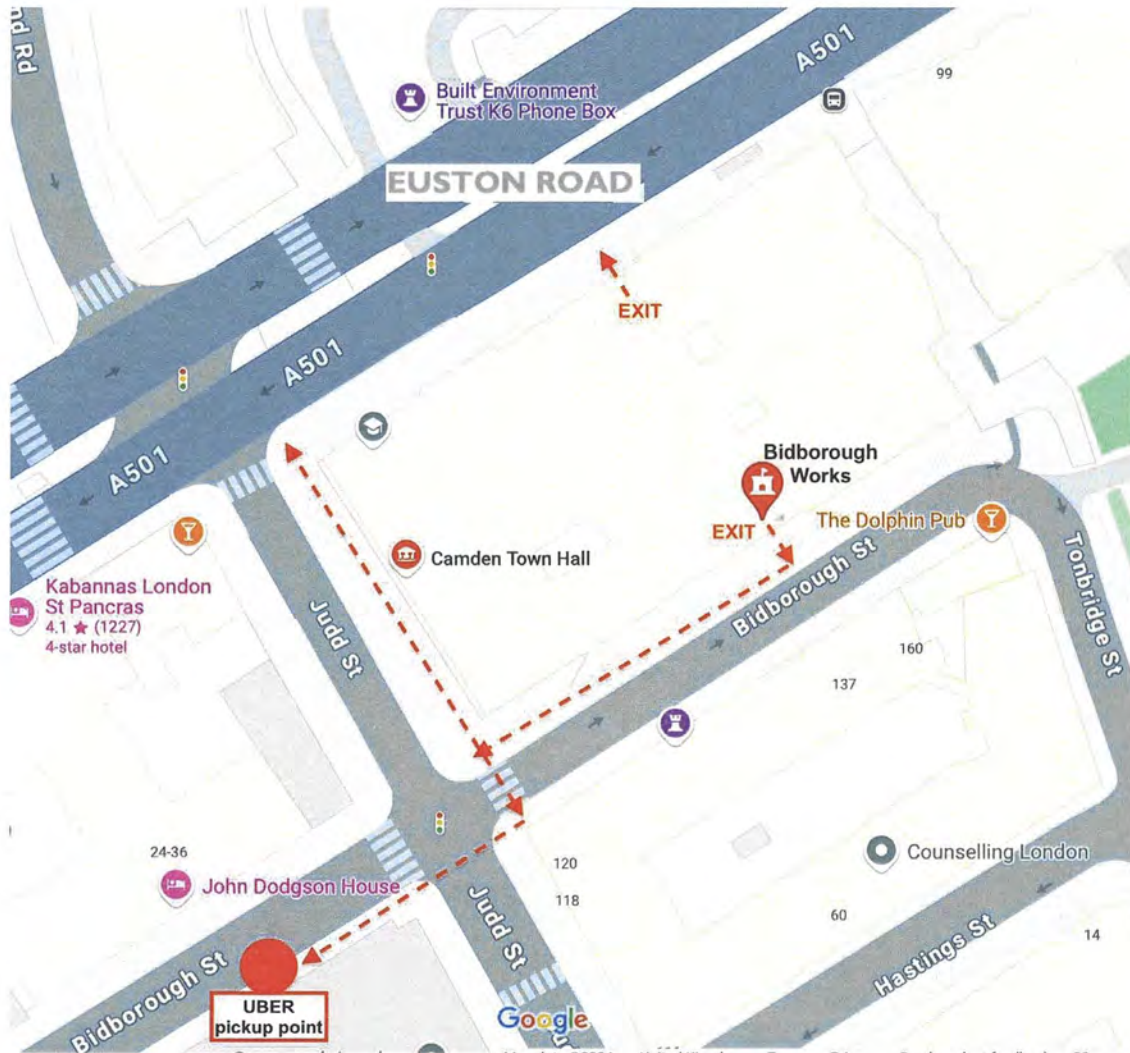 nd Rd
A501
99
Built Environment
Trust K6 Phone Box
EUSTON ROAD
EXIT
A501
A501
Bidborough
Works
EXIT
The Dolphin Pub
Camden Town Hall
Bidborough St
Tonbridge St
Kabannas London
St Pancras
4.1 ★ (1227)
4-star hotel
Judd St
160
137
24-36
John Dodgson House
120
118
Counselling London
60
14
Judd St
Hastings St
Bidborough St
UBER
pickup point
Google